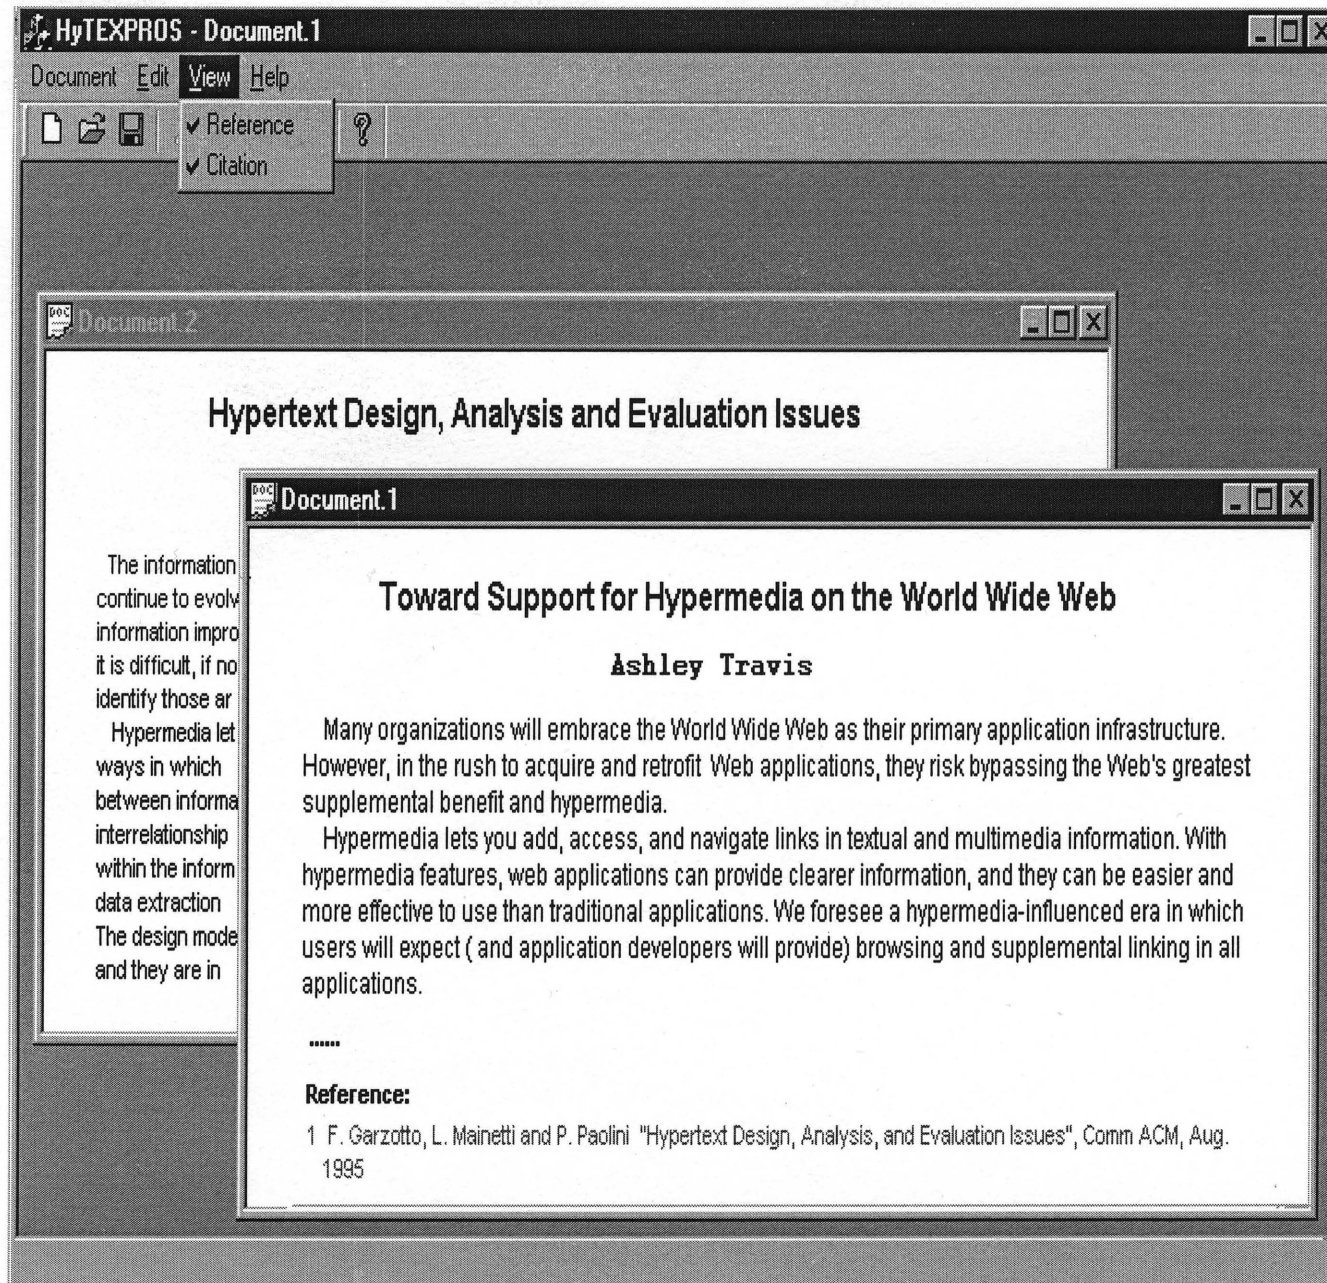 HyTEXPROS - Document.1
Document Edit View Help
✓ Reference
✓ Citation
DOC Document.2
Hypertext Design, Analysis and Evaluation Issues
The information
continue to evolv
information impro
it is difficult, if no
identify those ar
Hypermedia let
ways in which
between informa
interrelationship
within the inform
data extraction
The design mode
and they are in
DOC Document.1
Toward Support for Hypermedia on the World Wide Web
Ashley Travis
Many organizations will embrace the World Wide Web as their primary application infrastructure.
However, in the rush to acquire and retrofit Web applications, they risk bypassing the Web's greatest
supplemental benefit and hypermedia.
Hypermedia lets you add, access, and navigate links in textual and multimedia information. With
hypermedia features, web applications can provide clearer information, and they can be easier and
more effective to use than traditional applications. We foresee a hypermedia-influenced era in which
users will expect ( and application developers will provide) browsing and supplemental linking in all
applications.
......
Reference:
1 F. Garzotto, L. Mainetti and P. Paolini "Hypertext Design, Analysis, and Evaluation Issues", Comm ACM, Aug.
1995